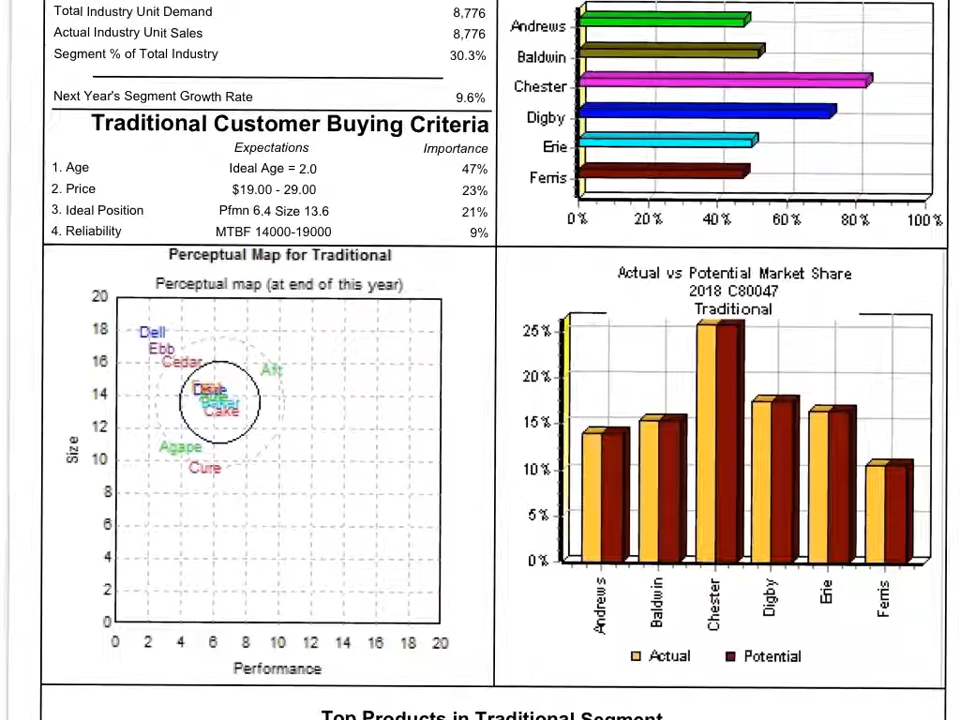 Total Industry Unit Demand 8,776
Actual Industry Unit Sales 8,776
Segment % of Total Industry 30.3%
Next Year's Segment Growth Rate 9.6%
Traditional Customer Buying Criteria
Expectations Importance
1. Age Ideal Age = 2.0 47%
2. Price $19.00 - 29.00 23%
3. Ideal Position Pfmn 6.4 Size 13.6 21%
4. Reliability MTBF 14000-19000 9%
Andrews
Baldwin
Chester
Digby
Erie
Ferris
0% 20% 40% 60% 80% 100%
Perceptual Map for Traditional
Perceptual map (at end of this year)
20
18
16
14
12
10
8
6
4
2
0
Size
Dell
Ebb
Cedar
Baker
Cake
Agape
Cure
0 2 4 6 8 10 12 14 16 18 20
Performance
Actual vs Potential Market Share
2018 C80047
Traditional
25%
20%
15%
10%
5%
0%
Andrews
Baldwin
Chester
Digby
Erie
Ferris
Actual Potential
Top Products in Traditional Segment